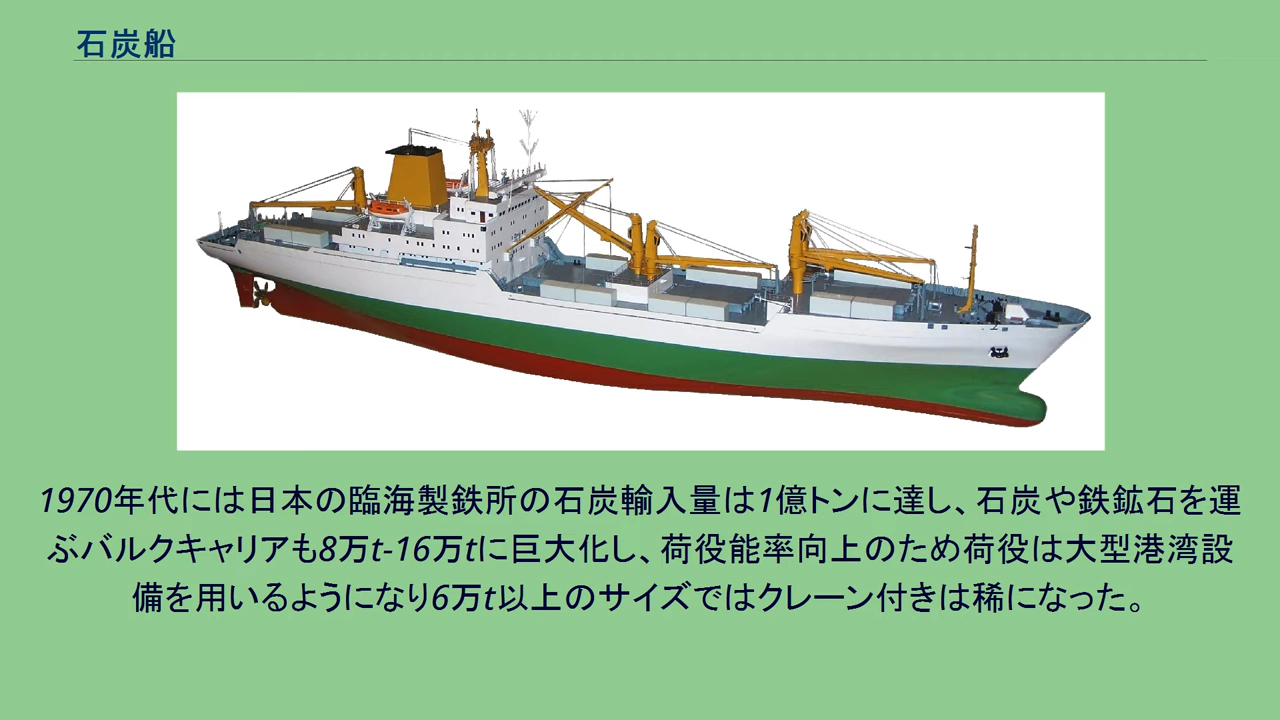 石炭船
1970年代には日本の臨海製鉄所の石炭輸入量は1億トンに達し、石炭や鉄鉱石を運
ぶバルクキャリアも8万t-16万tに巨大化し、荷役能率向上のため荷役は大型港湾設
備を用いるようになり6万t以上のサイズではクレーン付きは稀になった。